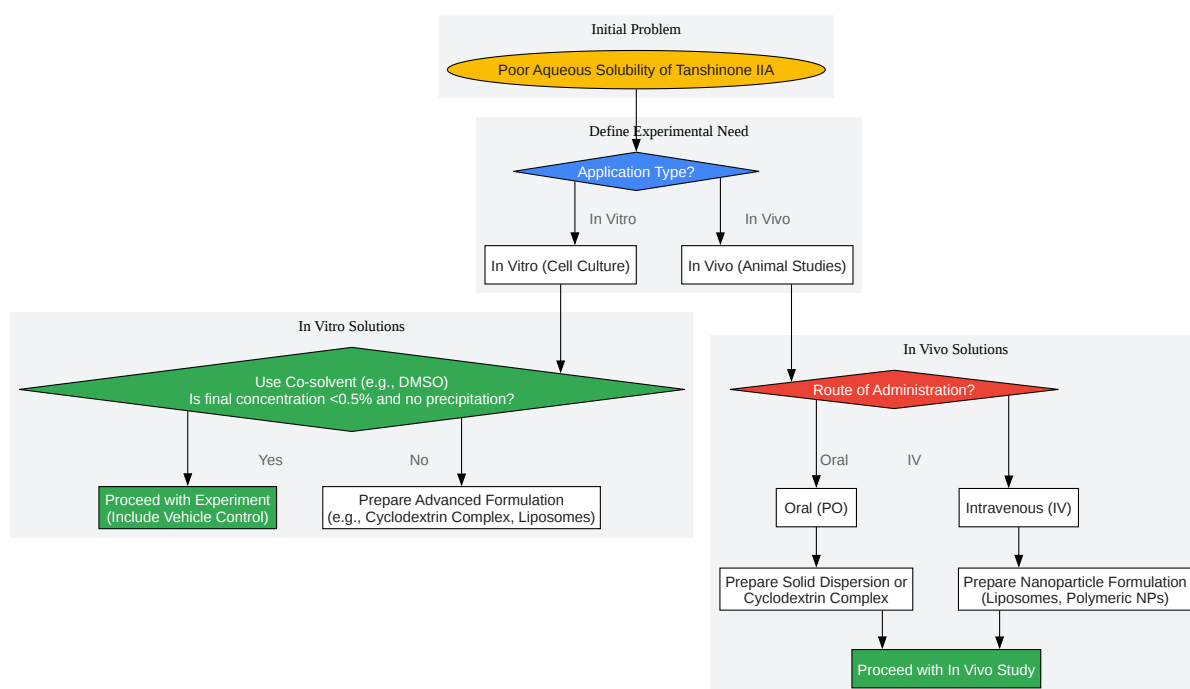 Initial Problem
Poor Aqueous Solubility of Tanshinone IIA
Define Experimental Need
Application Type?
In Vitro
In Vivo
In Vitro (Cell Culture)
In Vivo (Animal Studies)
In Vitro Solutions
Use Co-solvent (e.g., DMSO)
Is final concentration <0.5% and no precipitation?
Yes
No
Proceed with Experiment
(Include Vehicle Control)
Prepare Advanced Formulation
(e.g., Cyclodextrin Complex, Liposomes)
In Vivo Solutions
Route of Administration?
Oral
IV
Oral (PO)
Intravenous (IV)
Prepare Solid Dispersion or
Cyclodextrin Complex
Prepare Nanoparticle Formulation
(Liposomes, Polymeric NPs)
Proceed with In Vivo Study